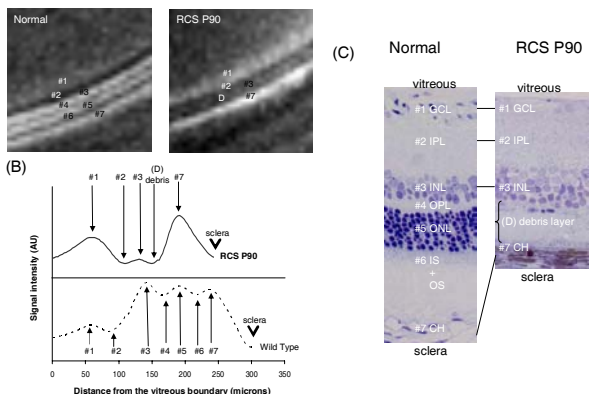 Normal
#1
#2
#3
#4
#5
#6
#7
RCS P90
#1
#2
#3
D
#7
(B)
(D)
#1 #2 #3 debris #7
sclera
RCS P90
Signal intensity (AU)
sclera
Wild Type
#1 #2 #3 #4 #5 #6 #7
0 50 100 150 200 250 300 350
Distance from the vitreous boundary (microns)
(C)
Normal
RCS P90
vitreous
vitreous
#1 GCL
#2 IPL
#3 INL
#4 OPL
#5 ONL
#6 IS
+
OS
#7 CH
sclera
#1 GCL
#2 IPL
#3 INL
(D) debris layer
#7 CH
sclera